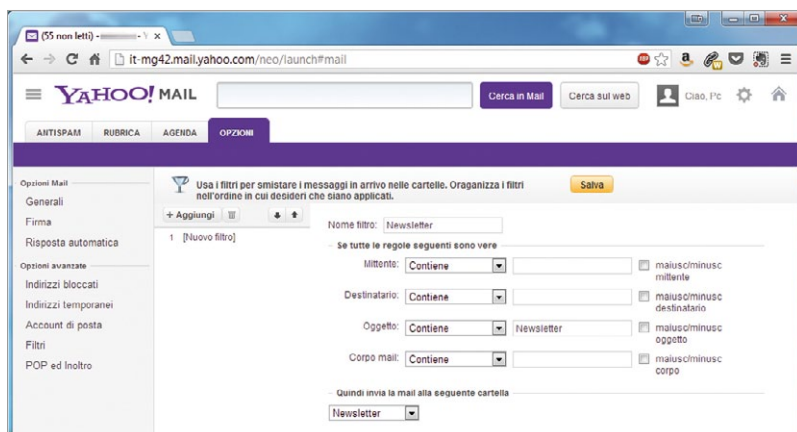 (55 non letti) -
it-mg42.mail.yahoo.com/neo/launch#mail
YAHOO! MAIL
Cerca in Mail
Cerca sul web
Ciao, Pc
ANTISPAM
RUBRICA
AGENDA
OPZIONI
Opzioni Mail
Generali
Firma
Risposta automatica
Opzioni avanzate
Indirizzi bloccati
Indirizzi temporanei
Account di posta
Filtri
POP ed Inoltro
Usa i filtri per smistare i messaggi in arrivo nelle cartelle. Oraganizza i filtri
nell'ordine in cui desideri che siano applicati.
Salva
+ Aggiungi
1 [Nuovo filtro]
Nome filtro: Newsletter
Se tutte le regole seguenti sono vere
Mittente: Contiene
maiusc/minusc
mittente
Destinatario: Contiene
maiusc/minusc
destinatario
Oggetto: Contiene Newsletter
maiusc/minusc
oggetto
Corpo mail: Contiene
maiusc/minusc
corpo
Quindi invia la mail alla seguente cartella
Newsletter